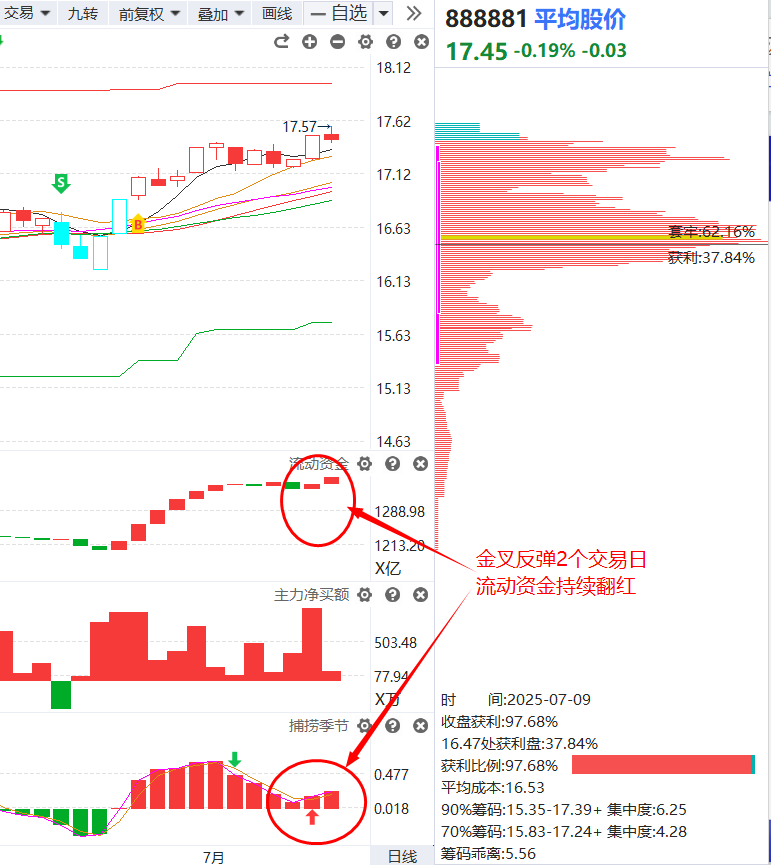 交易 九转 前复权 叠加 画线 一自选
888881 平均股价
17.45 -0.19% -0.03
18.12
17.62
17.57→
17.12
S
B
16.63
16.13
15.63
15.13
14.63
套牢:62.16%
获利:37.84%
流动资金
1288.98
1213.20
X亿
金叉反弹2个交易日
流动资金持续翻红
主力净买额
503.48
77.94
X万
捕捞季节
0.477
0.018
7月
日线
时 间:2025-07-09
收盘获利:97.68%
16.47处获利盘:37.84%
获利比例:97.68%
平均成本:16.53
90%筹码:15.35-17.39+ 集中度:6.25
70%筹码:15.83-17.24+ 集中度:4.28
筹码乖离:5.56